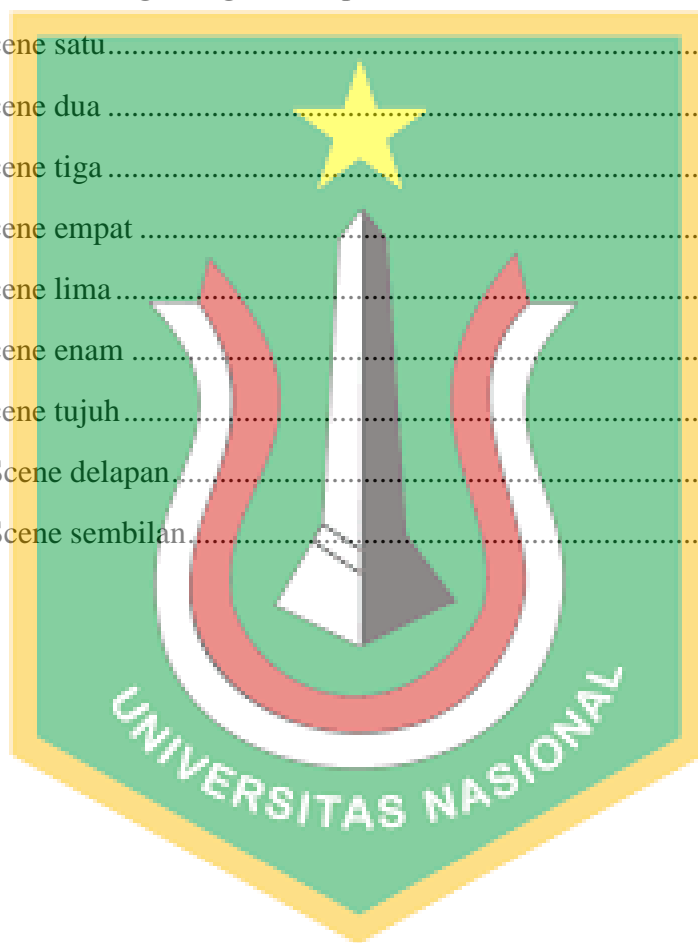 cene satu
cene dua
cene tiga
cene empat
cene lima
cene enam
cene tujuh
Scene delapan
Scene sembilan
UNIVERSITAS NASIONAL